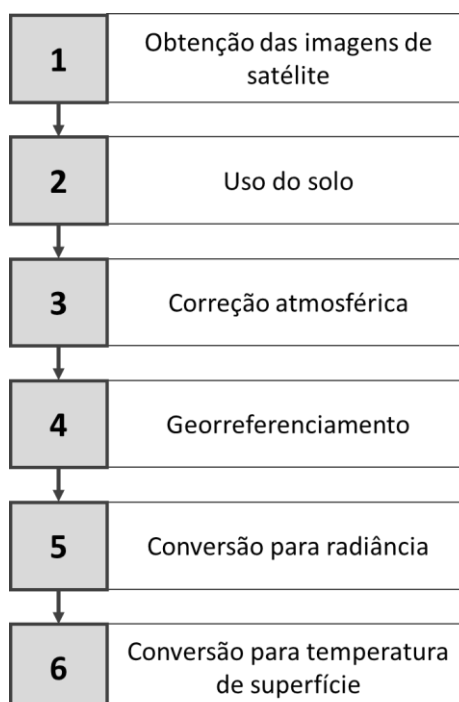 1
Obtenção das imagens de
satélite
2
Uso do solo
3
Correção atmosférica
4
Georreferenciamento
5
Conversão para radiância
6
Conversão para temperatura
de superfície